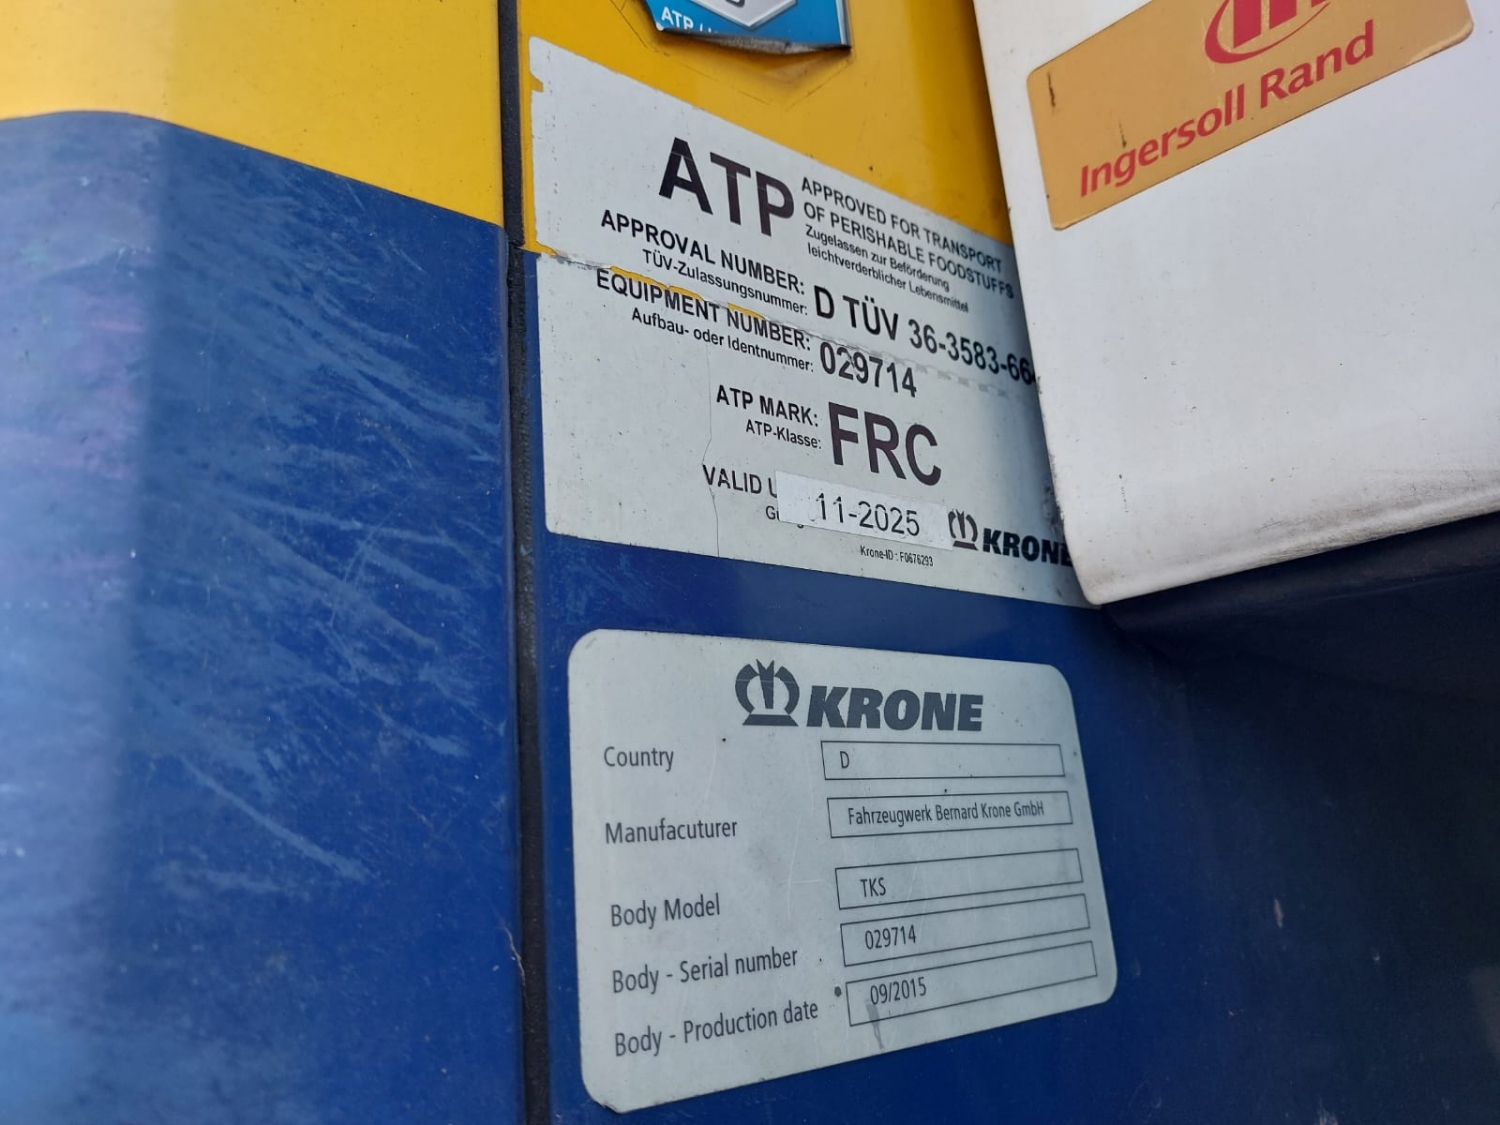 ATP
Ingersoll Rand
ATP
APPROVED FOR TRANSPORT
OF PERISHABLE FOODSTUFFS
Zugelassen zur Beförderung
leichtverderblicher Lebensmittel
APPROVAL NUMBER: D TÜV 36-3583-66
TÜV-Zulassungsnummer:
EQUIPMENT NUMBER: 029714
Aufbau- oder Identnummer:
ATP MARK: FRC
ATP-Klasse:
VALID 11-2025
KRONE
Krone-ID : F0676293
KRONE
Country D
Manufacuturer Fahrzeugwerk Bernard Krone GmbH
Body Model TKS
Body - Serial number 029714
Body - Production date 09/2015